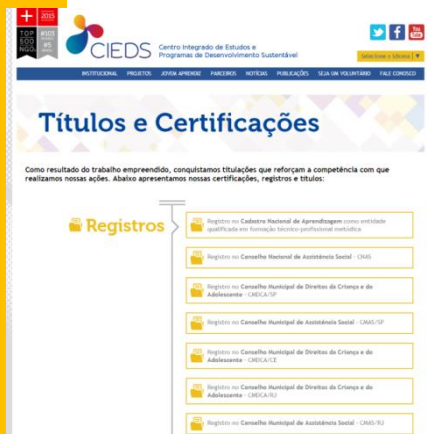 2015
TOP
500
NGOs
#101
#5
CIEDS
Centro Integrado de Estudos e
Programas de Desenvolvimento Sustentável
You
Selecione o idioma ▼
INSTITUCIONAL PROJETOS JOVEM APRENDIZ PARCEIROS NOTÍCIAS PUBLICAÇÕES SEJA UM VOLUNTÁRIO FALE CONOSCO
Títulos e Certificações
Como resultado do trabalho empreendido, conquistamos titulações que reforçam a competência com que
realizamos nossas ações. Abaixo apresentamos nossas certificações, registros e títulos:
Registros
Registro no Cadastro Nacional de Aprendizagem como entidade
qualificada em formação técnico-profissional metódica
Registro no Conselho Nacional de Assistência Social - CNAS
Registro no Conselho Municipal de Direitos da Criança e do
Adolescente - CMDCA/SP
Registro no Conselho Municipal de Assistência Social - CMAS/SP
Registro no Conselho Municipal de Direitos da Criança e do
Adolescente - CMDCA/CE
Registro no Conselho Municipal de Direitos da Criança e do
Adolescente - CMDCA/RJ
Registro no Conselho Municipal de Assistência Social - CMAS/RJ